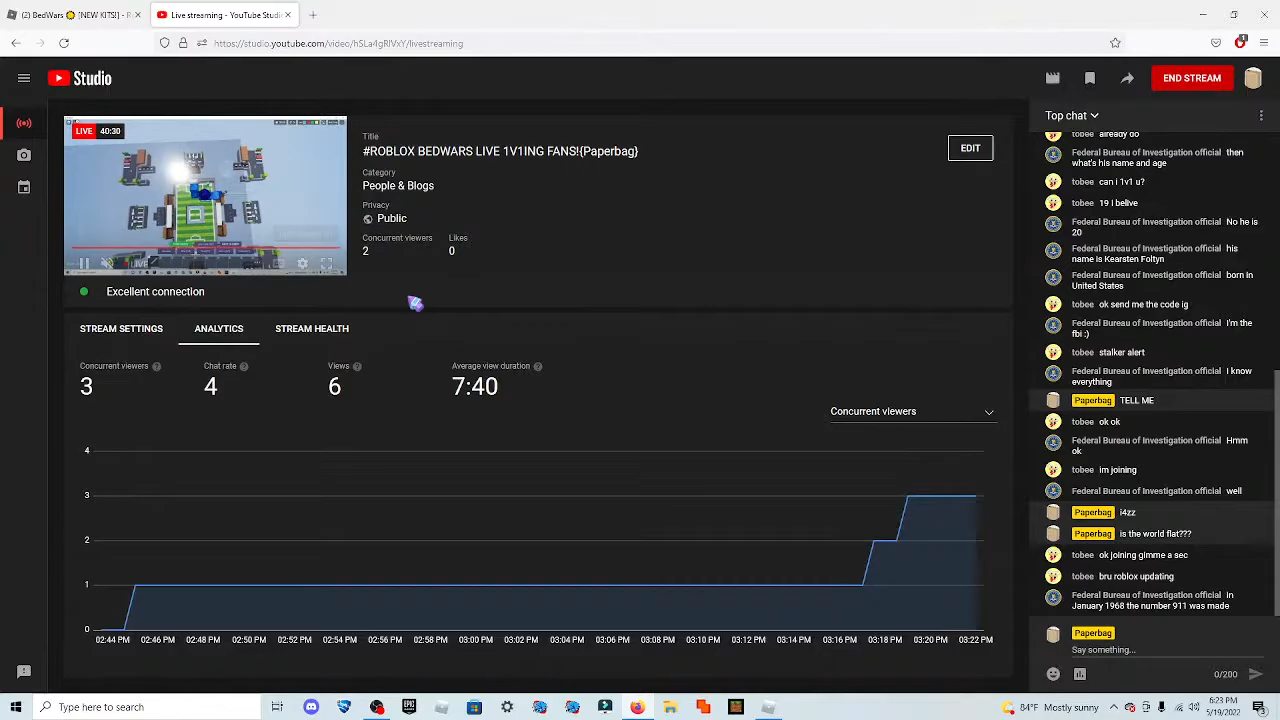 (2) BedWars 🌞 [NEW KITS!] - R
Live streaming - YouTube Studi
https://studio.youtube.com/video/hSLa4gRlVxY/livestreaming
Studio
END STREAM
LIVE 40:30
Title
#ROBLOX BEDWARS LIVE 1V1ING FANS!{Paperbag}
EDIT
Category
People & Blogs
Privacy
Public
Concurrent viewers Likes
2 0
Excellent connection
STREAM SETTINGS ANALYTICS STREAM HEALTH
Concurrent viewers Chat rate Views Average view duration
3 4 6 7:40
Concurrent viewers
4
3
2
1
0
02:44 PM 02:46 PM 02:48 PM 02:50 PM 02:52 PM 02:54 PM 02:56 PM 02:58 PM 03:00 PM 03:02 PM 03:04 PM 03:06 PM 03:08 PM 03:10 PM 03:12 PM 03:14 PM 03:16 PM 03:18 PM 03:20 PM 03:22 PM
Top chat
tobee already do
Federal Bureau of Investigation official then
what's his name and age
tobee can i 1v1 u?
tobee 19 I belive
Federal Bureau of Investigation official No he is
20
Federal Bureau of Investigation official his
name is Kearsten Foltyn
Federal Bureau of Investigation official born in
United States
tobee ok send me the code ig
Federal Bureau of Investigation official I'm the
fbi :)
tobee stalker alert
Federal Bureau of Investigation official I know
everything
Paperbag TELL ME
tobee ok ok
Federal Bureau of Investigation official Hmm
ok
tobee im joining
Federal Bureau of Investigation official well
Paperbag i4zz
Paperbag is the world flat???
tobee ok joining gimme a sec
tobee bru roblox updating
Federal Bureau of Investigation official in
January 1968 the number 911 was made
Paperbag
Say something...
0/200
Type here to search
84°F Mostly sunny
6:23 PM